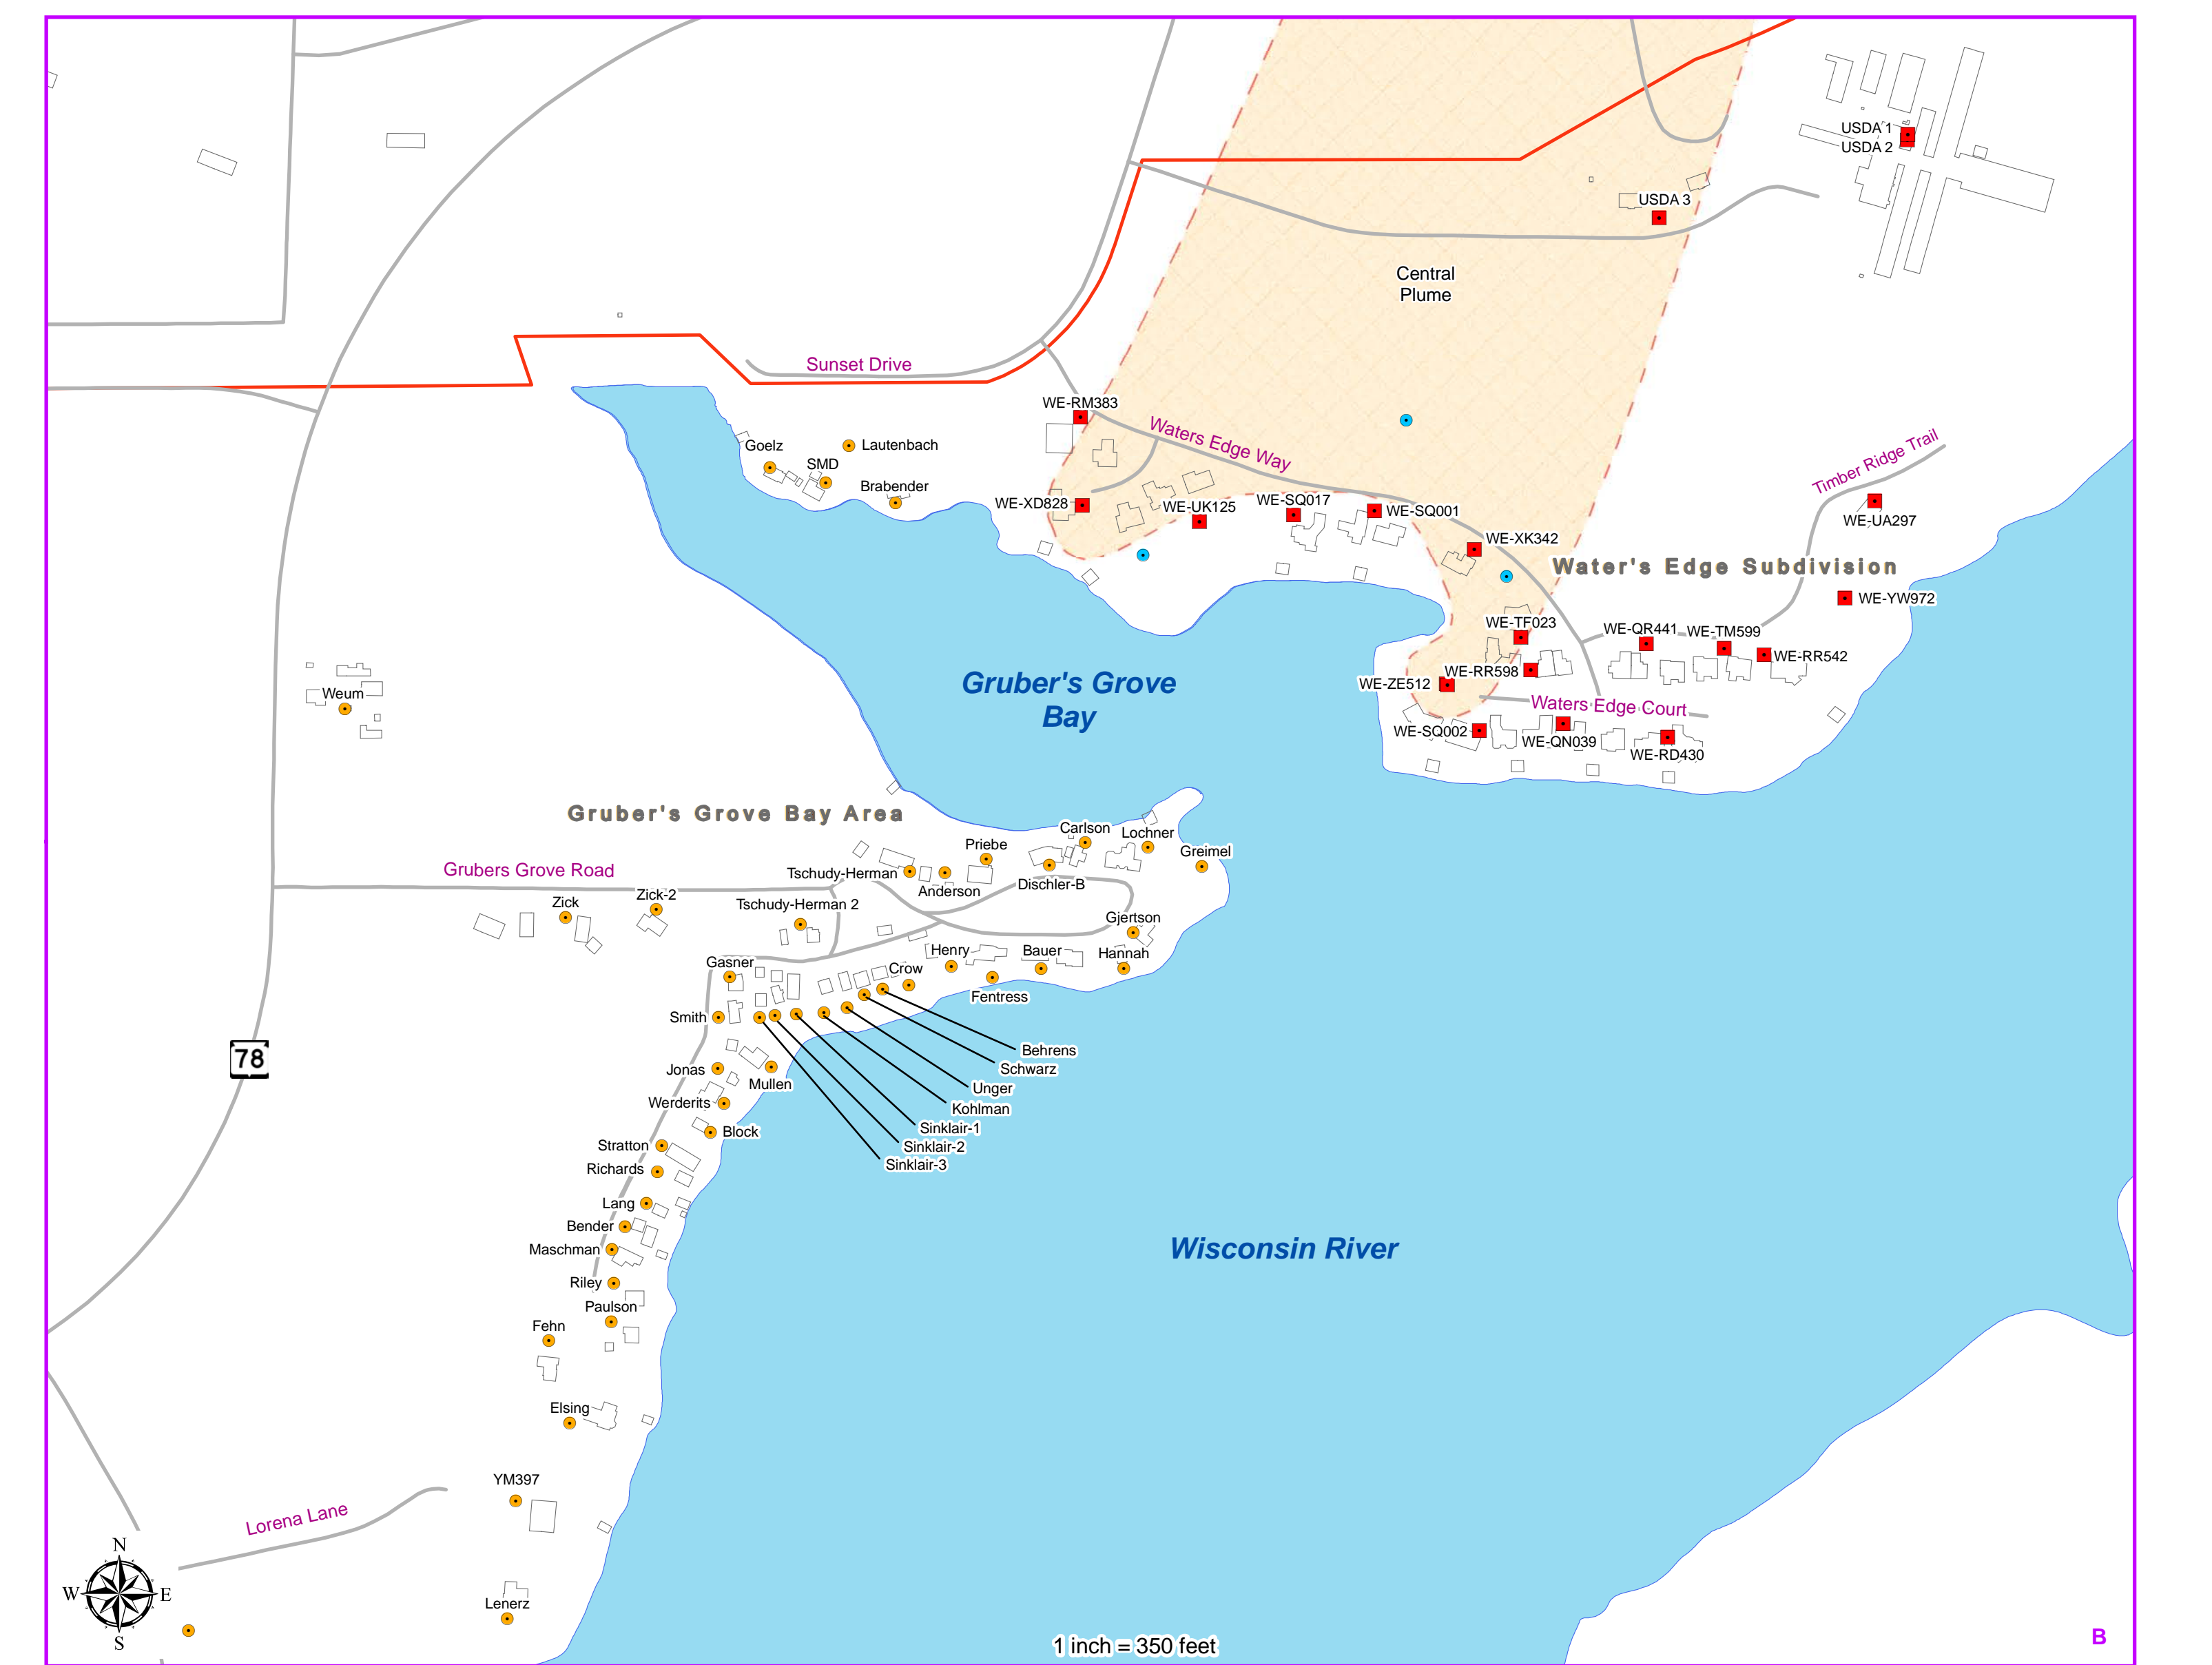 USDA 1
USDA 2
USDA 3
Central
Plume
Sunset Drive
WE-RM383
Waters Edge Way
Goelz
Lautenbach
SMD
Brabender
WE-XD828
WE-UK125
WE-SQ017
WE-SQ001
WE-XK342
Timber Ridge Trail
WE-UA297
Water's Edge Subdivision
WE-YW972
WE-TF023
WE-QR441
WE-TM599
WE-RR542
WE-RR598
WE-ZE512
Waters Edge Court
WE-SQ002
WE-QN039
WE-RD430
Weum
Gruber's Grove
Bay
Gruber's Grove Bay Area
Grubers Grove Road
Carlson
Lochner
Priebe
Greimel
Tschudy-Herman
Anderson
Dischler-B
Zick
Zick-2
Tschudy-Herman 2
Gjertson
Gasner
Henry
Bauer
Hannah
Crow
Fentress
Smith
78
Behrens
Schwarz
Jonas
Mullen
Unger
Werderits
Kohlman
Sinklair-1
Block
Stratton
Sinklair-2
Sinklair-3
Richards
Lang
Bender
Maschman
Wisconsin River
Riley
Paulson
Fehn
Elsing
YM397
Lorena Lane
N
W
E
S
Lenerz
1 inch = 350 feet
B